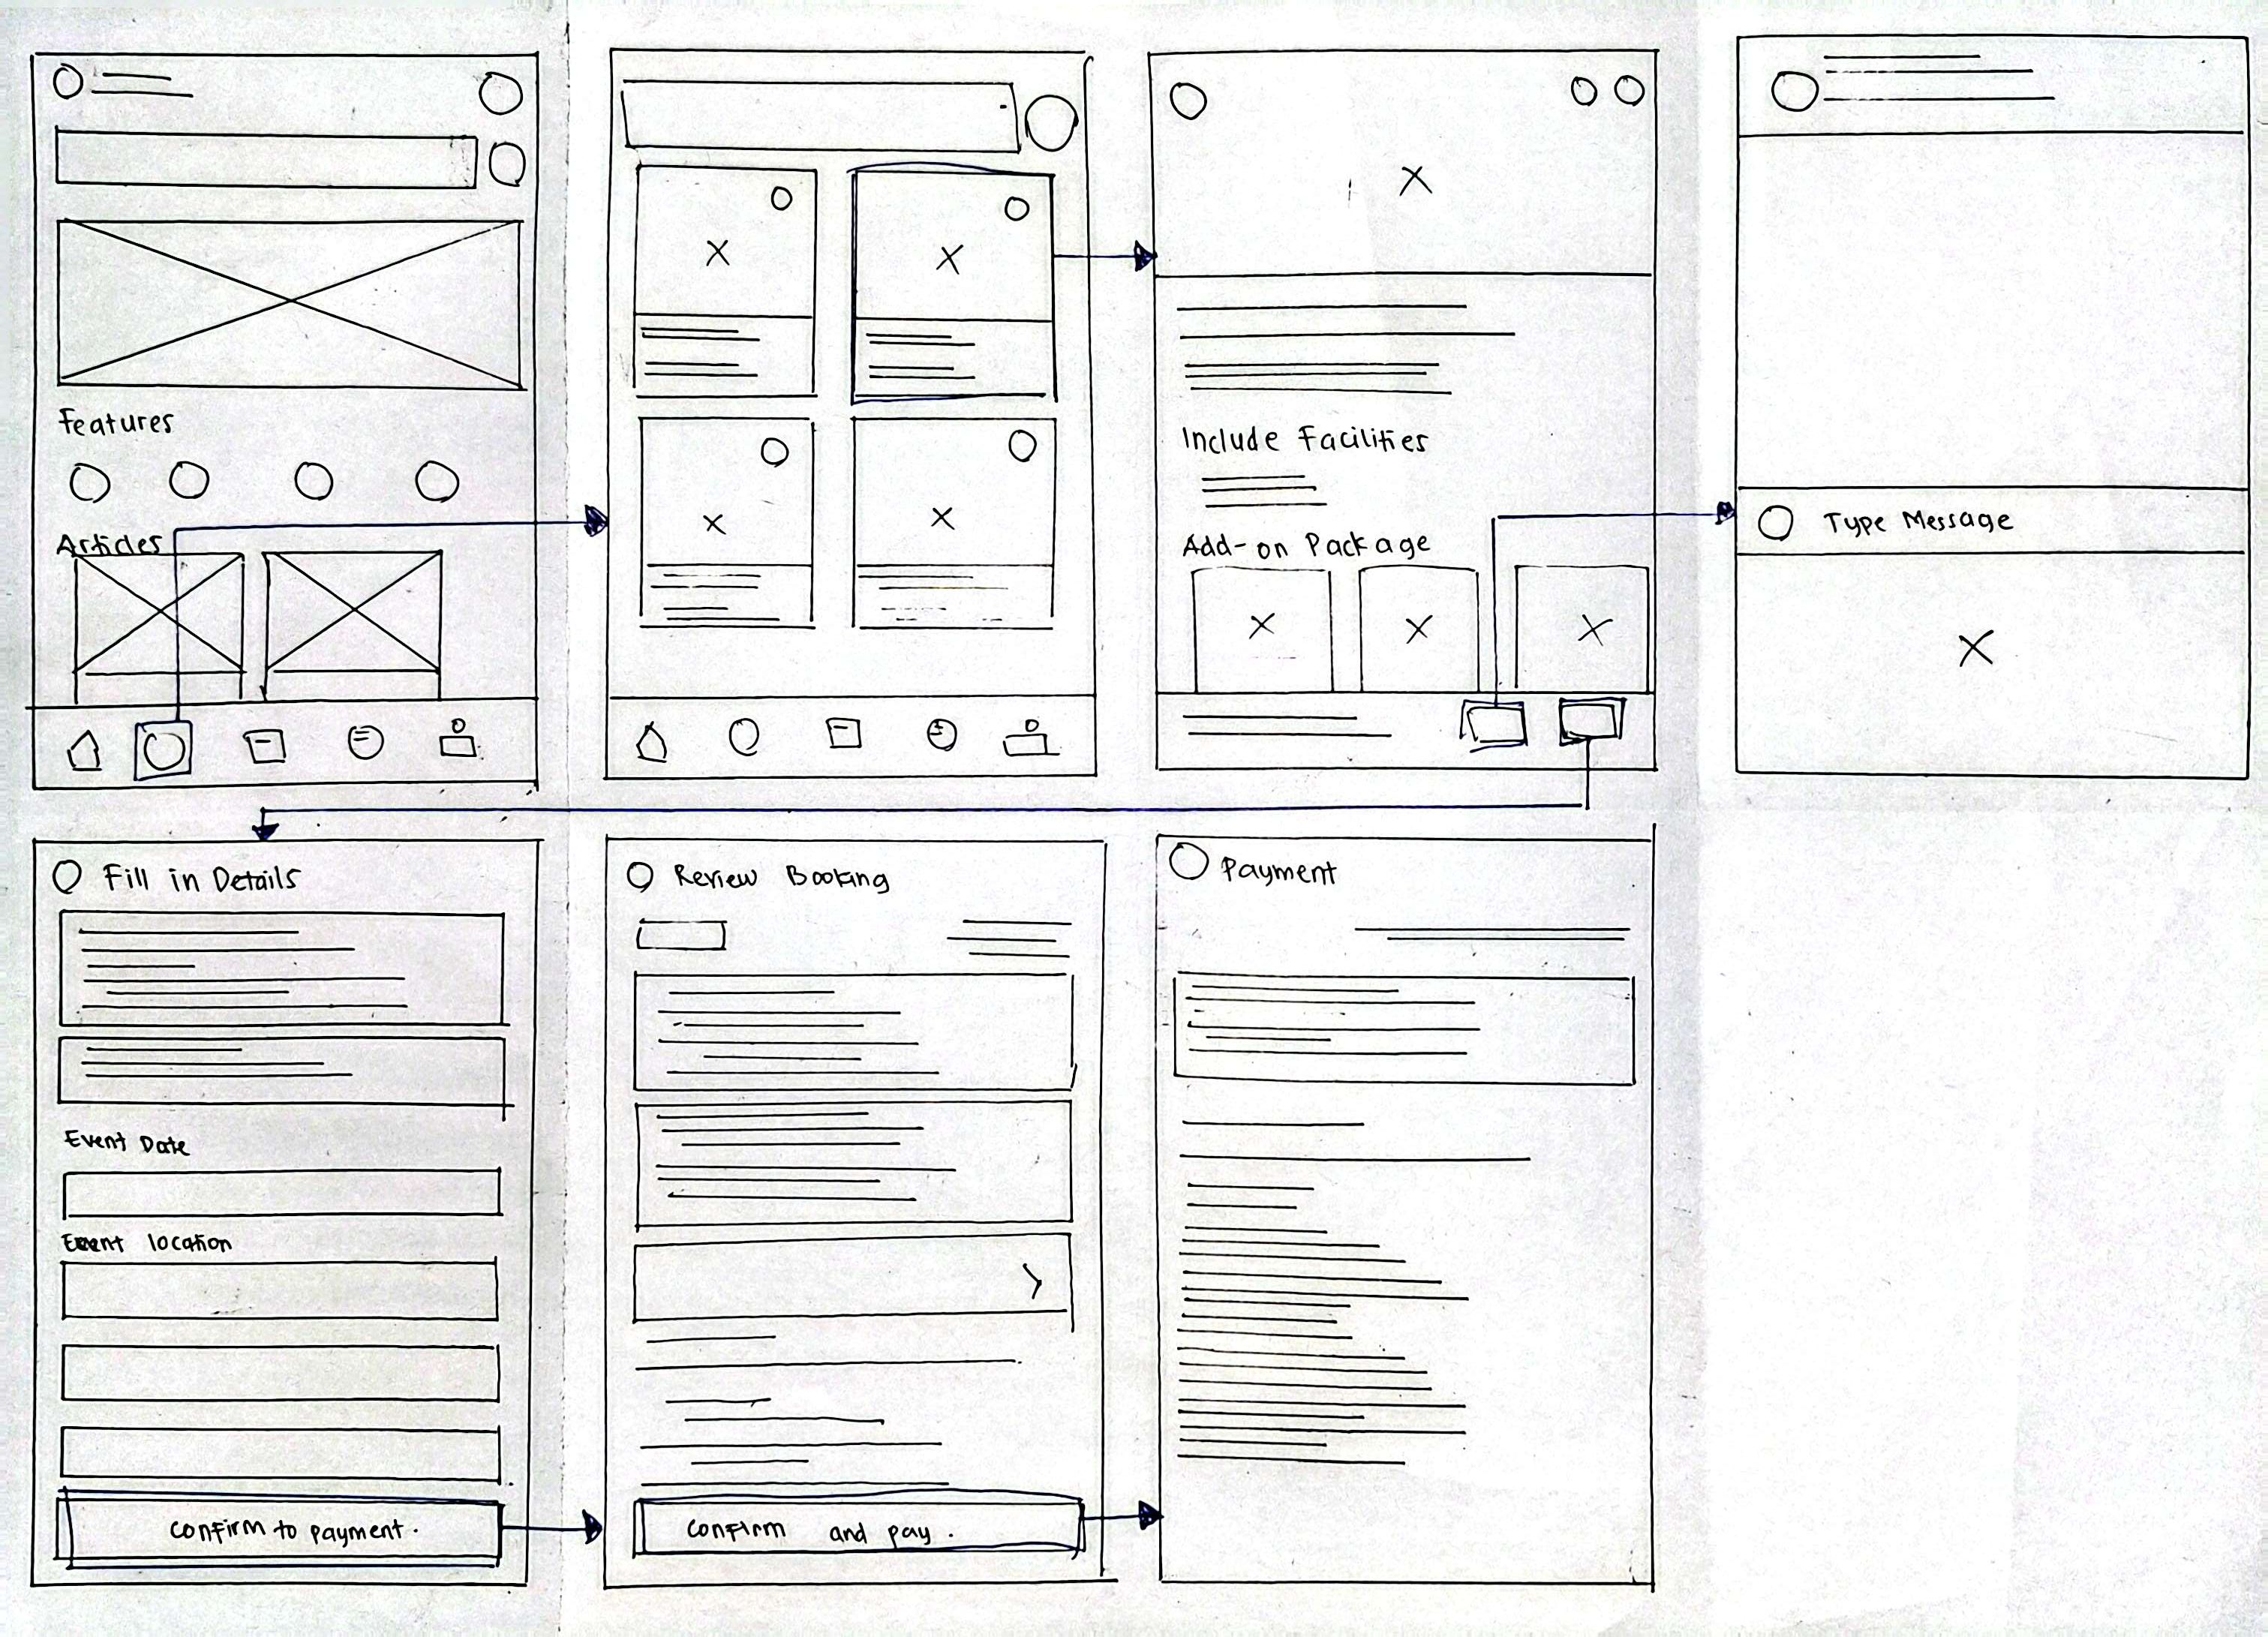 Features
Articles
Include Facilities
Add-on Package
Type Message
Fill in Details
Event Date
Event location
confirm to payment.
Review Booking
confirm and pay.
Payment